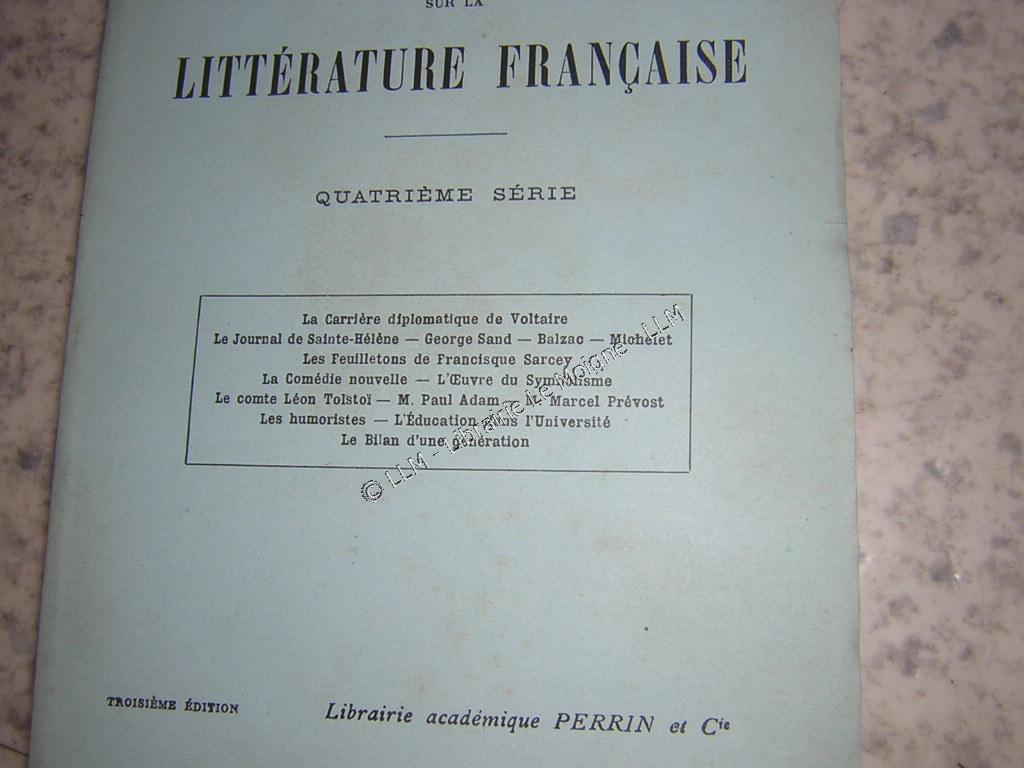 SUR LA
LITTÉRATURE FRANÇAISE
QUATRIÈME SÉRIE
La Carrière diplomatique de Voltaire
Le Journal de Sainte-Hélène — George Sand — Balzac — Michelet
Les Feuilletons de Francisque Sarcey
La Comédie nouvelle — L'Œuvre du Symbolisme
Le comte Léon Tolstoï — M. Paul Adam — M. Marcel Prévost
Les humoristes — L'Éducation dans l'Université
Le Bilan d'une génération
© LLM - Librairie Le Moigne - LLM
TROISIÈME ÉDITION
Librairie académique PERRIN et Cie